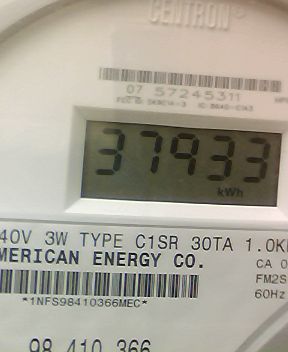 CENTRON®
07 57245311
37933
kWh
40V 3W TYPE C1SR 30TA 1.0K
MERICAN ENERGY CO.
CA 0
FM2S
60Hz
*1NFS98410366MEC*
98 410 366